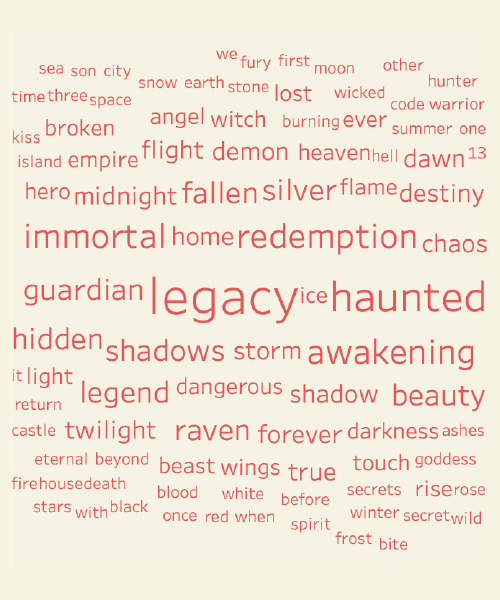 we fury first moon other
sea son city
snow earth stone lost wicked hunter
time three space code warrior
angel witch burning ever summer one
kiss broken
island empire flight demon heaven hell dawn 13
hero midnight fallen silver flame destiny
immortal home redemption chaos
guardian legacy ice haunted
hidden shadows storm awakening
it light legend dangerous shadow beauty
return
castle twilight raven forever darkness ashes
eternal beyond beast wings true touch goddess
firehouse death blood white before secrets rise rose
stars with black once red when spirit winter secret wild
frost bite